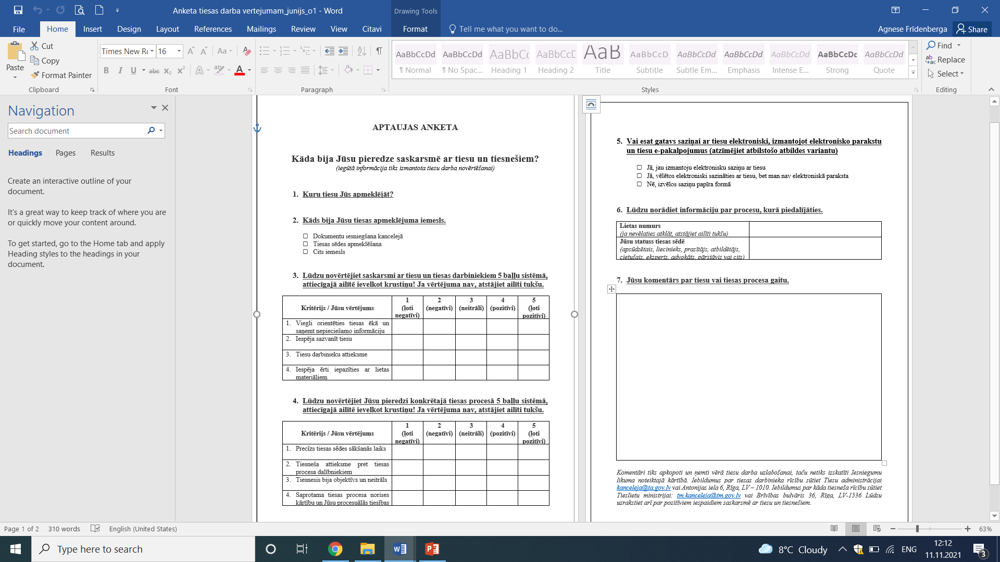 Anketa tiesas darba vertejumam_junijs_o1 - Word
Drawing Tools
File
Home
Insert
Design
Layout
References
Mailings
Review
View
Citavi
Format
Tell me what you want to do...
Agnese Frīdenberga
Share
Paste
Cut
Copy
Format Painter
Clipboard
Times New Rc
16
Font
Paragraph
AaBbCcDd
¶ Normal
AaBbCcDd
¶ No Spac...
AaBbCc
Heading 1
AaBbCcD
Heading 2
AaB
Title
AaBbCcD
Subtitle
AaBbCcDd
Subtle Em...
AaBbCcDd
Emphasis
AaBbCcDd
Intense E...
AaBbCcDc
Strong
AaBbCcDd
Quote
Styles
Find
Replace
Select
Editing
Navigation
Search document
Headings
Pages
Results
Create an interactive outline of your
document.
It's a great way to keep track of where you are
or quickly move your content around.
To get started, go to the Home tab and apply
Heading styles to the headings in your
document.
APTAUJAS ANKETA
Kāda bija Jūsu pieredze saskarsmē ar tiesu un tiesnešiem?
(iegūtā informācija tiks izmantota tiesu darba novērtēšanai)
1. Kuru tiesu Jūs apmeklējāt?
2. Kāds bija Jūsu tiesas apmeklējuma iemesls.
Dokumentu iesniegšana kancelejā
Tiesas sēdes apmeklēšana
Cits iemesls
3. Lūdzu novērtējiet saskarsmi ar tiesu un tiesas darbiniekiem 5 baļļu sistēmā,
attiecīgajā ailītē ievelkot krustiņu! Ja vērtējuma nav, atstājiet ailīti tukšu.
Kritērijs / Jūsu vērtējums
1
(ļoti
negatīvi)
2
(negatīvi)
3
(neitrāli)
4
(pozitīvi)
5
(ļoti
pozitīvi)
1. Viegli orientēties tiesas ēkā un
saņemt nepieciešamo informāciju
2. Iespēja sazvanīt tiesu
3. Tiesu darbinieku attieksme
4. Iespēja ērti iepazīties ar lietas
materiāliem
4. Lūdzu novērtējiet Jūsu pieredzi konkrētajā tiesas procesā 5 baļļu sistēmā,
attiecīgajā ailītē ievelkot krustiņu! Ja vērtējuma nav, atstājiet ailīti tukšu.
Kritērijs / Jūsu vērtējums
1
(ļoti
negatīvi)
2
(negatīvi)
3
(neitrāli)
4
(pozitīvi)
5
(ļoti
pozitīvi)
1. Precīzs tiesas sēdes sākšanās laiks
2. Tiesneša attieksme pret tiesas
procesa dalībniekiem
3. Tiesnesis bija objektīvs un neitrāls
4. Saprotama tiesas procesa norises
kārtību un Jūsu procesuālās tiesības
5. Vai esat gatavs saziņai ar tiesu elektroniski, izmantojot elektronisko parakstu
un tiesu e-pakalpojumus (atzīmējiet atbilstošo atbildes variantu)
Jā, jau izmantoju elektronisku saziņu ar tiesu
Jā, vēlētos elektroniski sazināties ar tiesu, bet man nav elektroniskā paraksta
Nē, izvēlos saziņu papīra formā
6. Lūdzu norādiet informāciju par procesu, kurā piedalījāties.
Lietas numurs
(ja nevēlaties atklāt, atstājiet ailīti tukšu)
Jūsu statuss tiesas sēdē
(apsūdzētais, liecinieks, prasītājs, atbildētājs,
cietušais, eksperts, advokāts, pārstāvis vai cits)
7. Jūsu komentārs par tiesu vai tiesas procesa gaitu.
Komentāri tiks apkopoti un ņemti vērā tiesu darba uzlabošanai, taču netiks izskatīti Iesniegumu
likuma noteiktajā kārtībā. Iebildumus par tiesas darbinieka rīcību sūtiet Tiesu administrācijai
kanceleja@ta.gov.lv vai Antonijas iela 6, Rīga, LV – 1010. Iebildumus par kāda tiesneša rīcību sūtiet
Tieslietu ministrijai: tm.kanceleja@tm.gov.lv vai Brīvības bulvāris 36, Rīga, LV-1536 Lūdzu
uzrakstiet arī par pozitīviem iespaidiem saskarsmē ar tiesu un tiesnešiem.
Page 1 of 2
310 words
English (United States)
63%
Type here to search
8°C Cloudy
ENG
12:12
11.11.2021
3